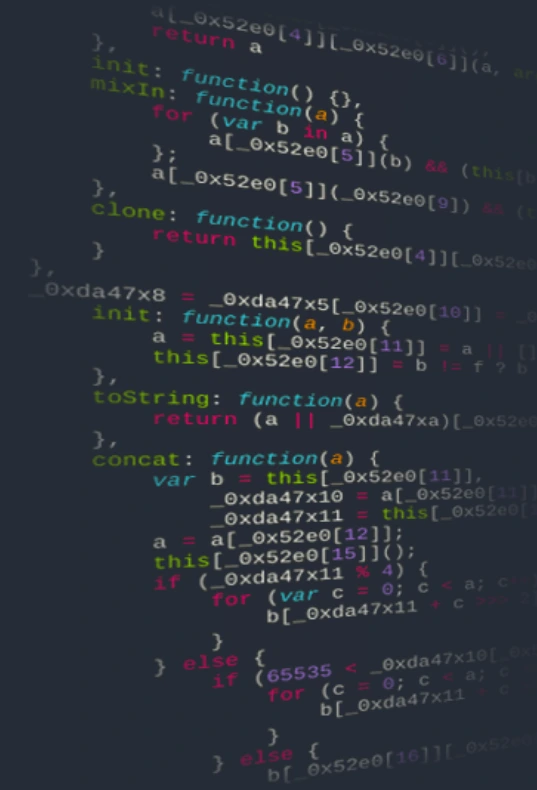 a[_0x52e0[4]][_0x52e0[6]](a,
return a
},
init: function() {},
mixIn: function(a) {
for (var b in a) {
a[_0x52e0[5]](b) && (this[b
};
a[_0x52e0[5]](_0x52e0[9]) && (t
},
clone: function() {
return this[_0x52e0[4]][_0x52e0
}
},
_0xda47x8 = _0xda47x5[_0x52e0[10]] =
init: function(a, b) {
a = this[_0x52e0[11]] = a || []
this[_0x52e0[12]] = b != f ? b
},
toString: function(a) {
return (a || _0xda47xa)[_0x52e
},
concat: function(a) {
var b = this[_0x52e0[11]],
_0xda47x10 = a[_0x52e0[11]]
_0xda47x11 = this[_0x52e0[
a = a[_0x52e0[12]];
this[_0x52e0[15]]();
if (_0xda47x11 % 4) {
for (var c = 0; c < a; c
b[_0xda47x11 + c
}
} else {
if (65535 < _0xda47x10[
for (c = 0; c < a; c
b[_0xda47x11 + c
}
} else {
b[_0x52e0[16]][_0x52e0